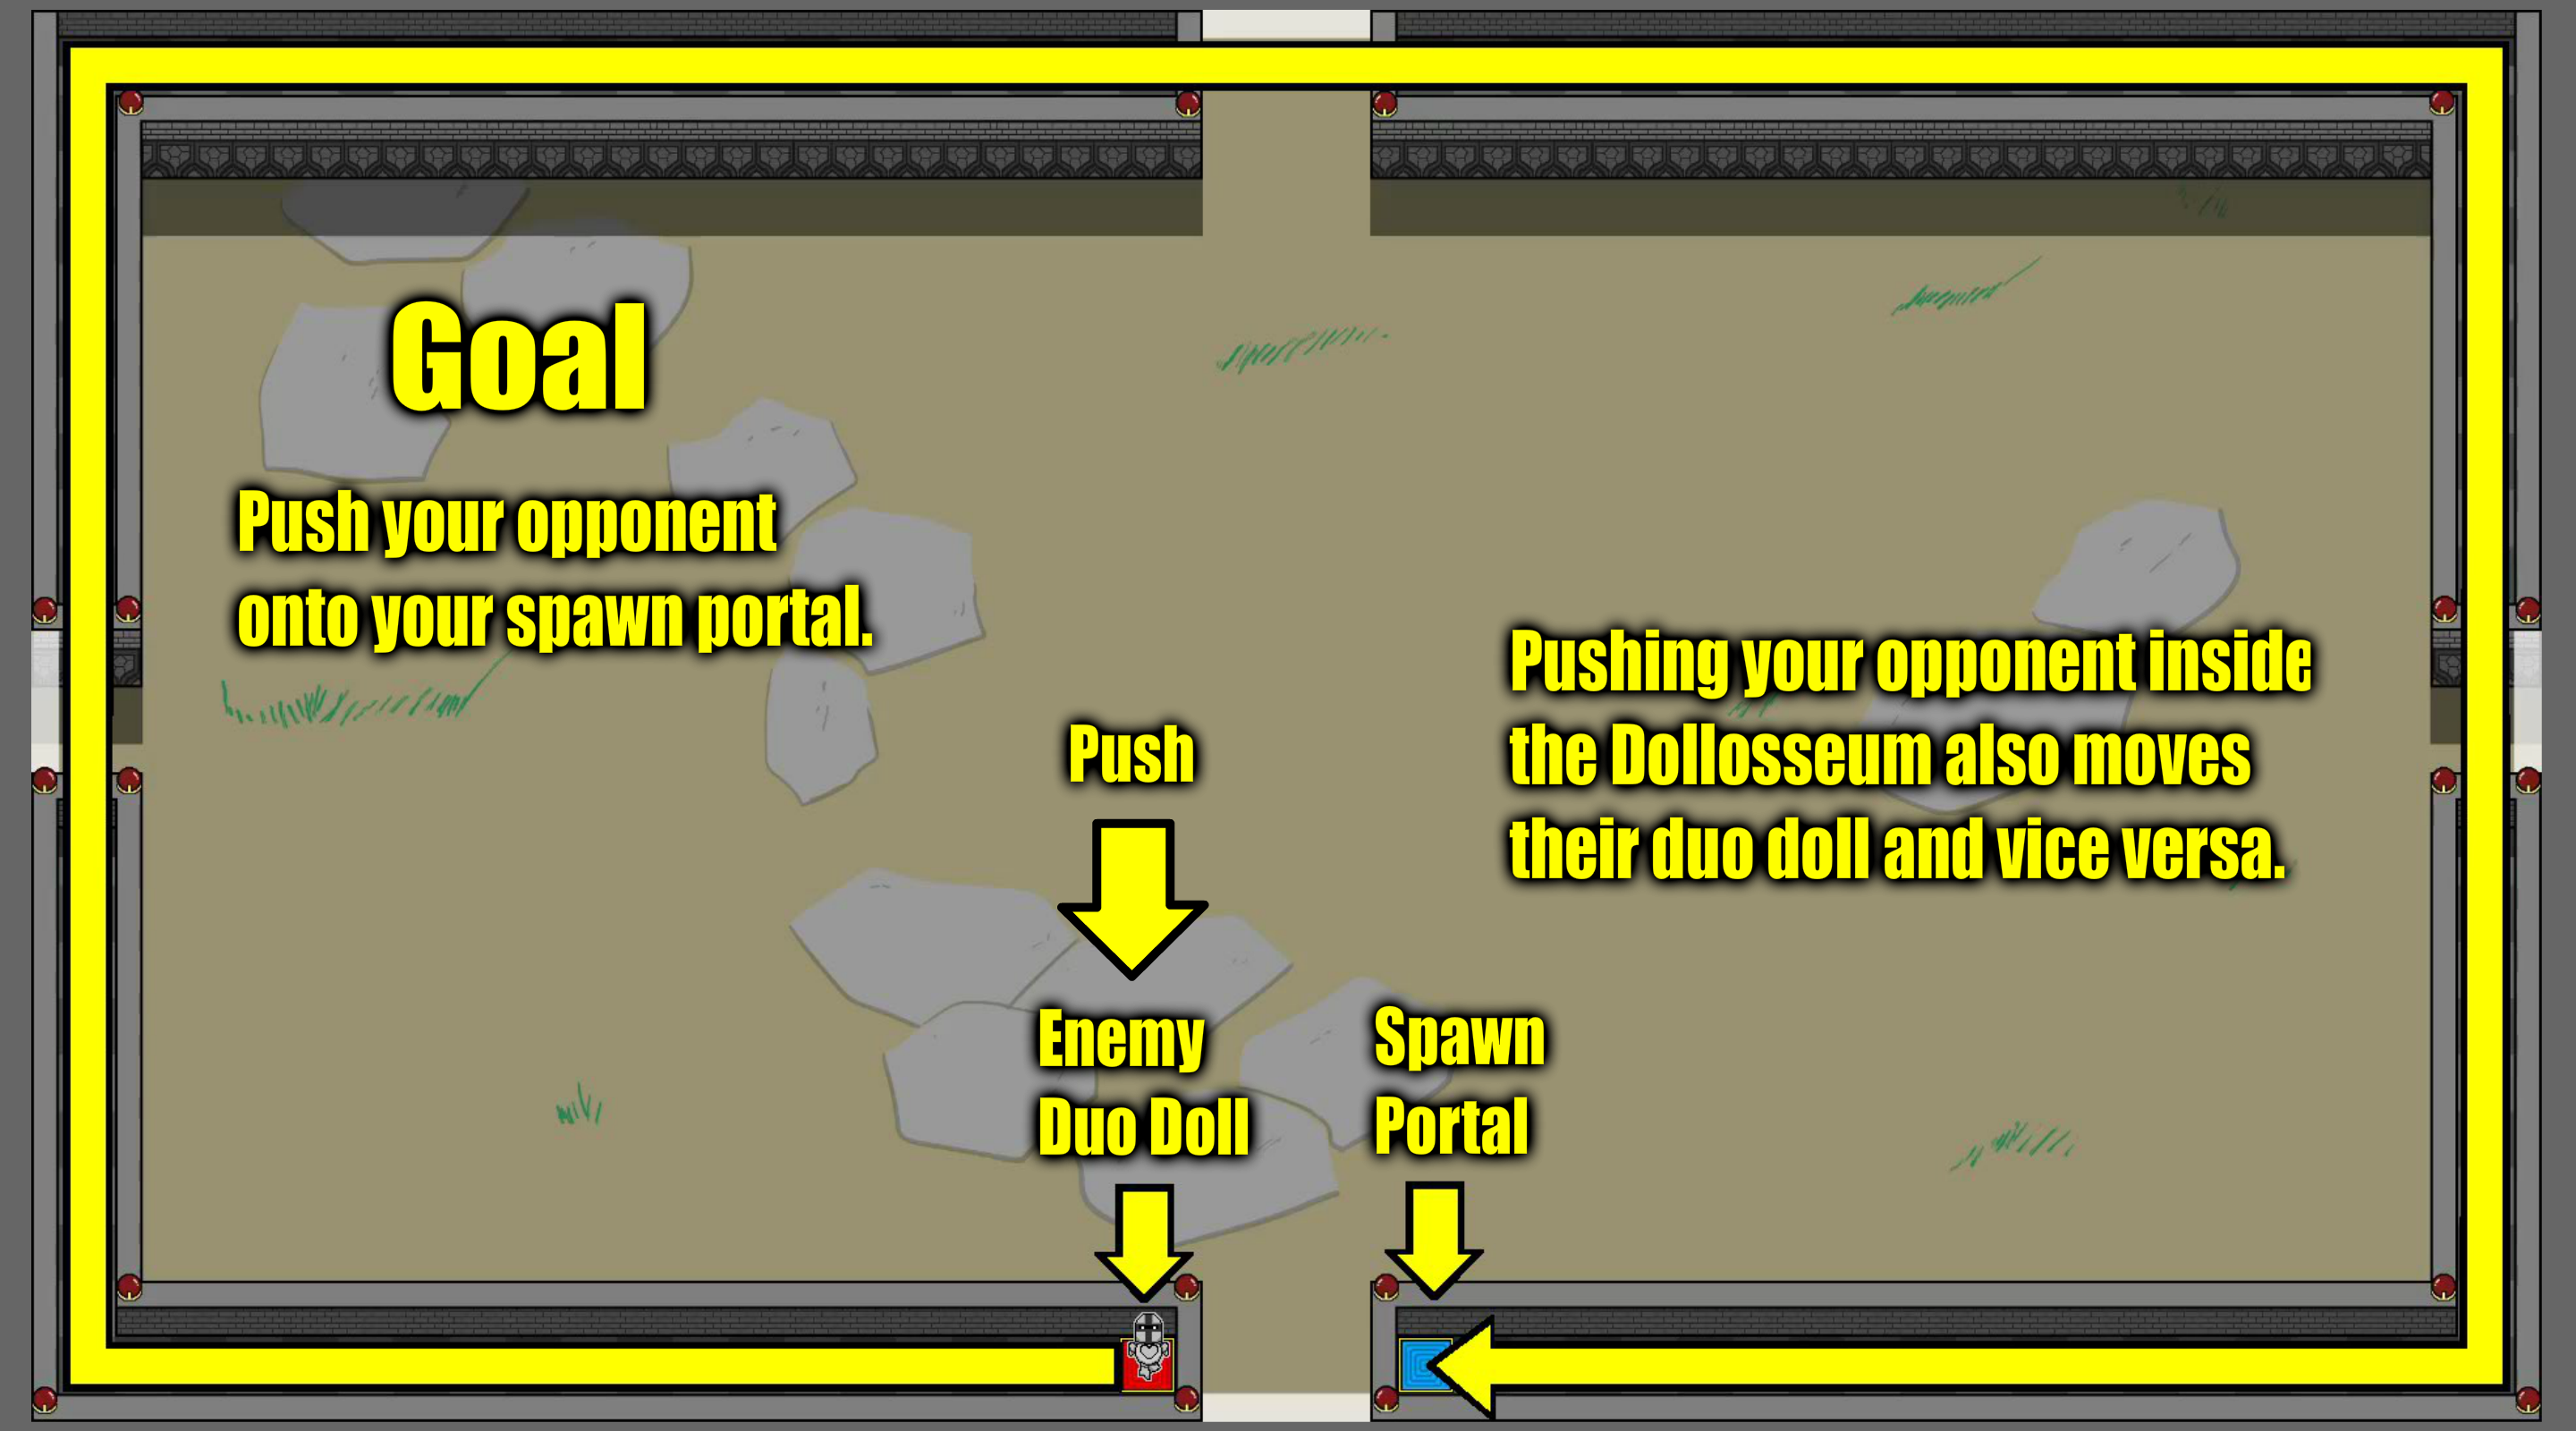 Goal
Push your opponent
onto your spawn portal.
Pushing your opponent inside
the Dollosseum also moves
their duo doll and vice versa.
Push
Enemy
Duo Doll
Spawn
Portal